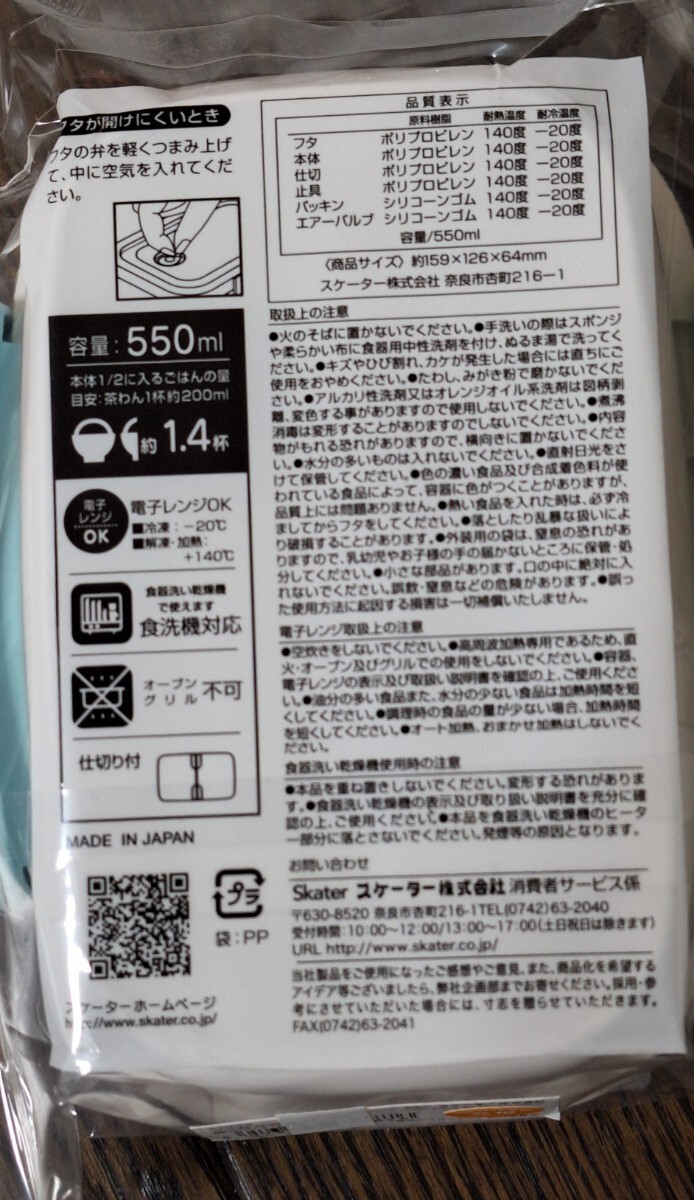 フタが開けにくいとき
フタの弁を軽くつまみ上げ
て、中に空気を入れてくだ
さい。
容量:550ml
本体1/2に入るごはんの量
目安:茶わん1杯約200ml
約1.4杯
電子
レンジ
OK
電子レンジOK
■冷凍:−20℃
■解凍・加熱:
+140℃
食器洗い乾燥機
で使えます
食洗機対応
オーブン
グリル 不可
仕切り付
MADE IN JAPAN
プラ
袋:PP
スケーターホームページ
http://www.skater.co.jp/
品質表示
原料樹脂 耐熱温度 耐冷温度
フタ ポリプロピレン 140度 −20度
本体 ポリプロピレン 140度 −20度
仕切 ポリプロピレン 140度 −20度
止具 ポリプロピレン 140度 −20度
パッキン シリコーンゴム 140度 −20度
エアーバルブ シリコーンゴム 140度 −20度
容量/550ml
〈商品サイズ〉約159×126×64mm
スケーター株式会社 奈良市杏町216−1
取扱上の注意
●火のそばに置かないでください。●手洗いの際はスポンジ
や柔らかい布に食器用中性洗剤を付け、ぬるま湯で洗ってく
ださい。●キズやひび割れ、カケが発生した場合には直ちにご
使用をおやめください。●たわし、みがき粉で磨かないでくだ
さい。●アルカリ性洗剤又はオレンジオイル系洗剤は図柄剥
離、変色する事がありますので使用しないでください。●煮沸
消毒は変形することがありますのでしないでください。●内容
物がもれる恐れがありますので、横向きに置かないでくださ
い。●水分の多いものは入れないでください。●直射日光をさ
けて保管してください。●色の濃い食品及び合成着色料が使
われている食品によって、容器に色がつくことがありますが、
品質上には問題ありません。●熱い食品を入れた時は、必ず冷
ましてからフタをしてください。●落としたり乱暴な扱いによ
り破損することがあります。●外装用の袋は、窒息の恐れがあ
りますので、乳幼児やお子様の手の届かないところに保管・処
分してください。●小さな部品があります。口の中に絶対に入
れないでください。誤飲・窒息などの危険があります。●誤っ
た使用方法に起因する損害は一切補償いたしません。
電子レンジ取扱上の注意
●空炊きをしないでください。●高周波加熱専用であるため、直
火・オーブン及びグリルでの使用をしないでください。●容器、
電子レンジの表示及び取扱い説明書を確認の上、ご使用くださ
い。●油分の多い食品また、水分の少ない食品は加熱時間を短
くしてください。●調理時の食品の量が少ない場合、加熱時間
を短くしてください。●オート加熱、おまかせ加熱はしないでく
ださい。
食器洗い乾燥機使用時の注意
●本品を重ね置きしないでください。変形する恐れがありま
す。●食器洗い乾燥機の表示及び取り扱い説明書を充分に確
認の上、ご使用ください。●本品を食器洗い乾燥機のヒータ
ー部分に落とさないでください。発煙等の原因となります。
お問い合わせ
Skater スケーター株式会社 消費者サービス係
〒630-8520 奈良市杏町216-1TEL(0742)63-2040
受付時間:10:00〜12:00/13:00〜17:00(土日祝日は除きます)
URL http://www.skater.co.jp/
当社製品をご使用になったご感想やご意見、また、商品化を希望する
アイデア等ございましたら、弊社企画部までお寄せください。採用・参
考にさせていただいた場合には、寸志を贈らせていただきます。
FAX(0742)63-2041